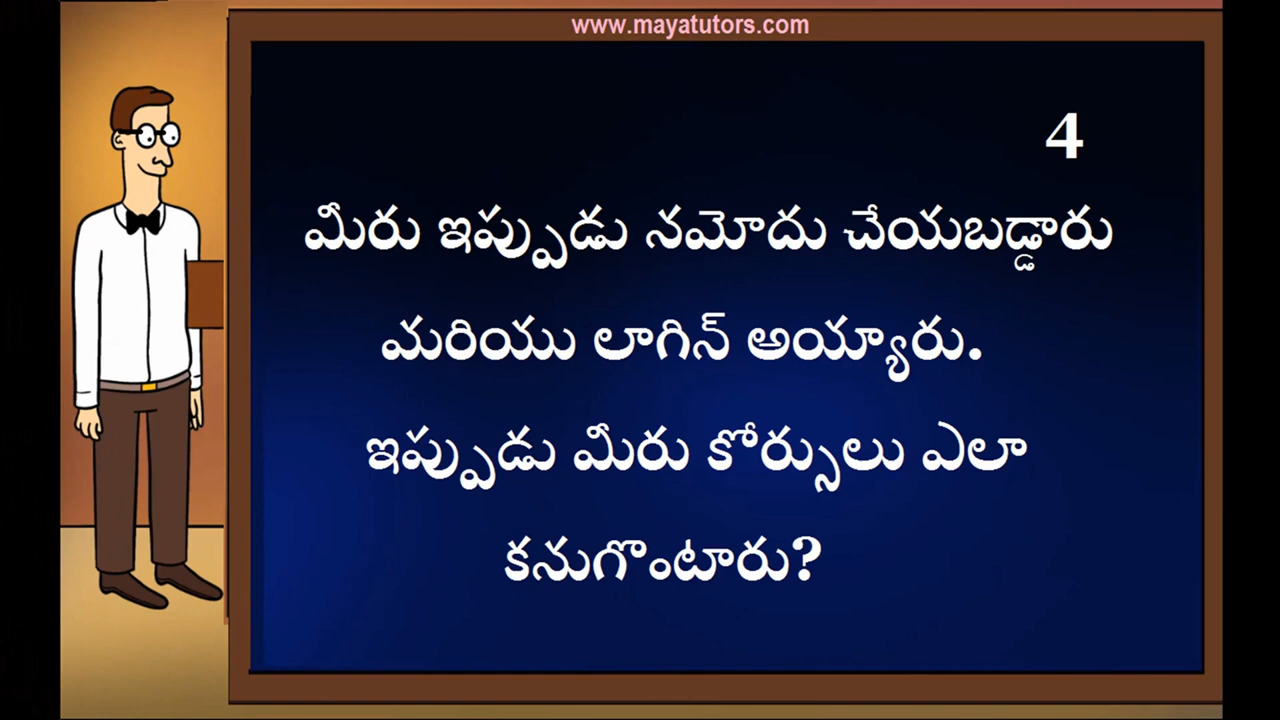 www.mayatutors.com
4
మీరు ఇప్పుడు నమోదు చేయబడ్డారు
మరియు లాగిన్ అయ్యారు.
ఇప్పుడు మీరు కోర్సులు ఎలా
కనుగొంటారు?